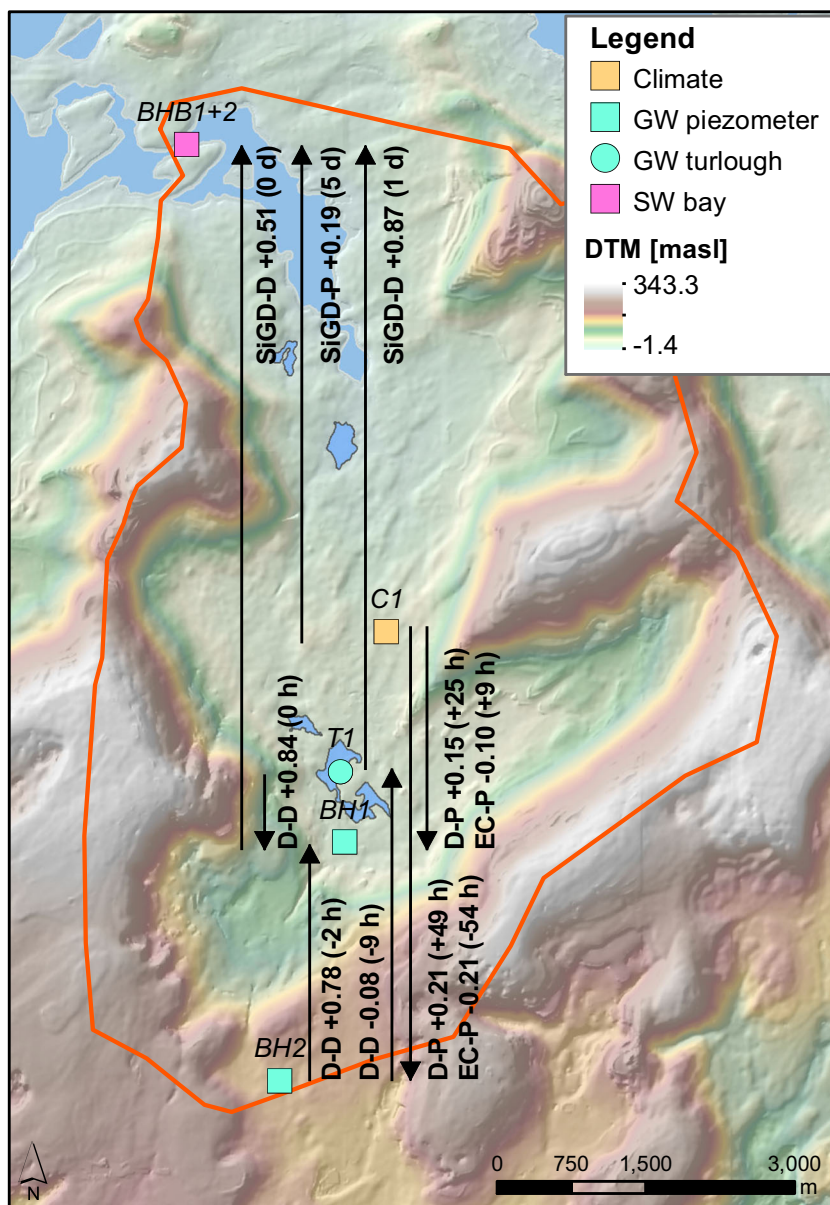 Legend
Climate
GW piezometer
GW turlough
SW bay
DTM [masl]
343.3
-1.4
BHB1+2
SiGD-D +0.51 (0 d)
SiGD-P +0.19 (5 d)
SiGD-D +0.87 (1 d)
C1
D-D +0.84 (0 h)
T1
BH1
D-P +0.15 (+25 h)
EC-P -0.10 (+9 h)
D-D +0.78 (-2 h)
D-D -0.08 (-9 h)
D-P +0.21 (+49 h)
EC-P -0.21 (-54 h)
BH2
N
0 750 1,500 3,000
m